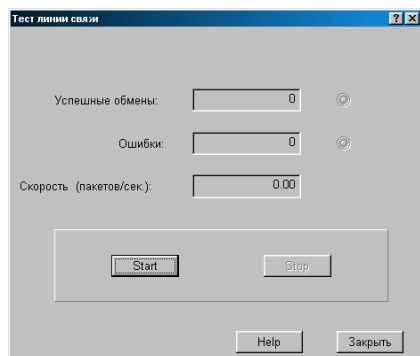 Тест линии связи
Успешные обмены: 0
Ошибки: 0
Скорость (пакетов/сек.): 0.00
Start Stop
Help Закрыть